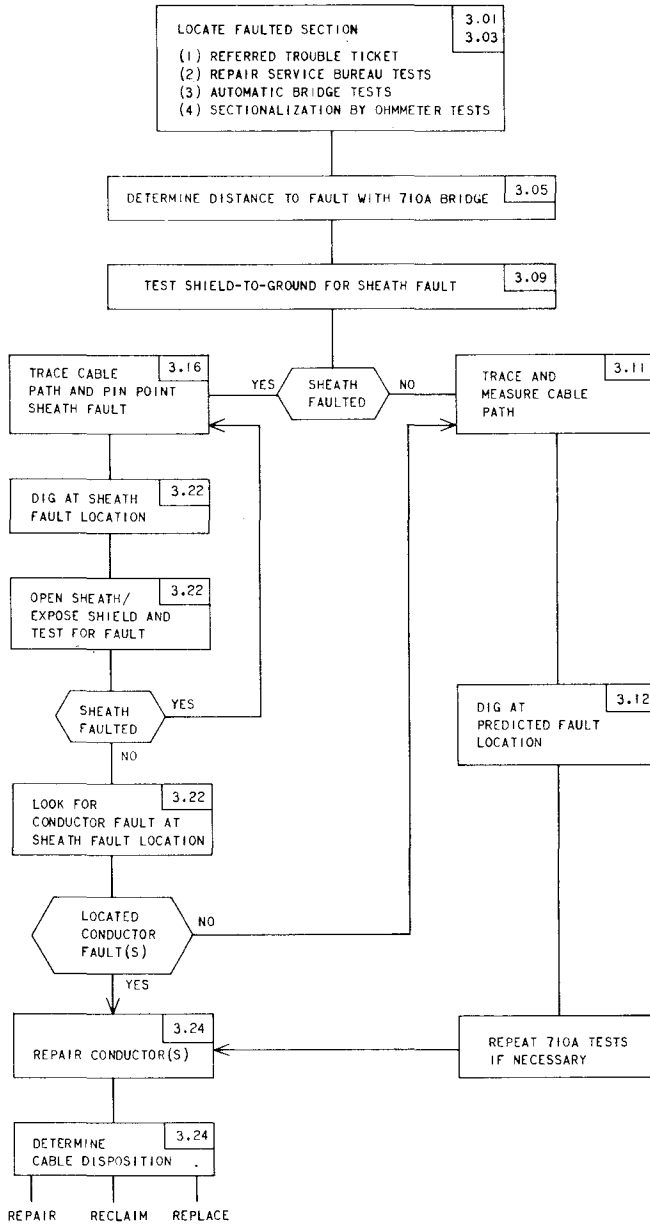 LOCATE FAULTED SECTION
3.01
3.03
(1) REFERRED TROUBLE TICKET
(2) REPAIR SERVICE BUREAU TESTS
(3) AUTOMATIC BRIDGE TESTS
(4) SECTIONALIZATION BY OHMMETER TESTS
3.05
DETERMINE DISTANCE TO FAULT WITH 710A BRIDGE
3.09
TEST SHIELD-TO-GROUND FOR SHEATH FAULT
3.16
TRACE CABLE
PATH AND PIN POINT
SHEATH FAULT
YES
SHEATH
FAULTED
NO
3.11
TRACE AND
MEASURE CABLE
PATH
3.22
DIG AT SHEATH
FAULT LOCATION
3.22
OPEN SHEATH/
EXPOSE SHIELD AND
TEST FOR FAULT
SHEATH
FAULTED
YES
NO
3.12
DIG AT
PREDICTED FAULT
LOCATION
3.22
LOOK FOR
CONDUCTOR FAULT AT
SHEATH FAULT LOCATION
LOCATED
CONDUCTOR
FAULT(S)
NO
YES
3.24
REPAIR CONDUCTOR(S)
REPEAT 710A TESTS
IF NECESSARY
3.24
DETERMINE
CABLE DISPOSITION
REPAIR RECLAIM REPLACE